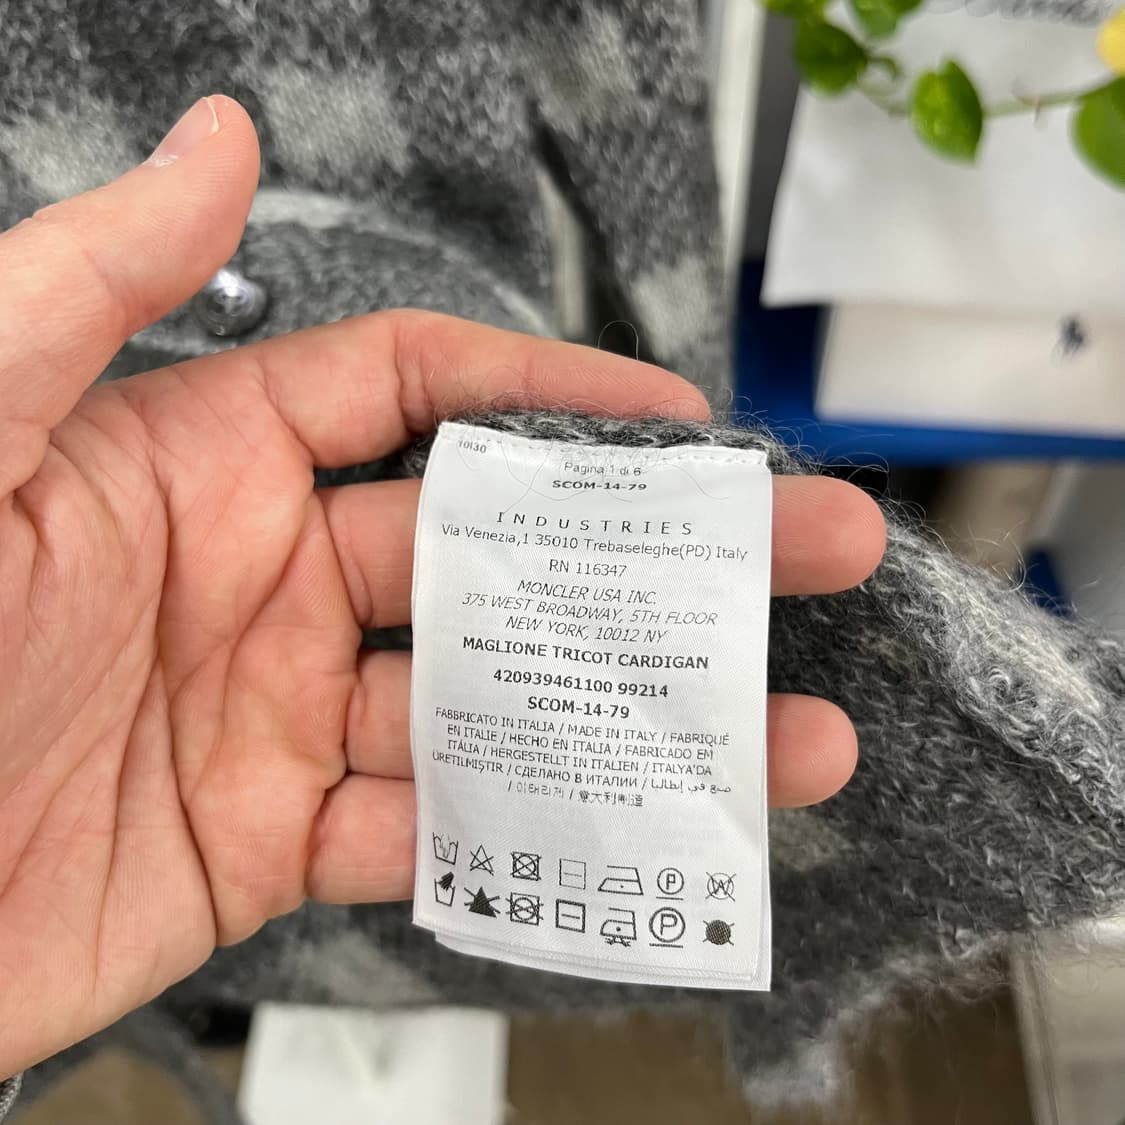 10130
Pagina 1 di 6
SCOM-14-79
INDUSTRIES
Via Venezia,1 35010 Trebaseleghe(PD) Italy
RN 116347
MONCLER USA INC.
375 WEST BROADWAY, 5TH FLOOR
NEW YORK, 10012 NY
MAGLIONE TRICOT CARDIGAN
420939461100 99214
SCOM-14-79
FABBRICATO IN ITALIA / MADE IN ITALY / FABRIQUÉ
EN ITALIE / HECHO EN ITALIA / FABRICADO EM
ITÁLIA / HERGESTELLT IN ITALIEN / ITALYA'DA
ÜRETILMIŞTIR / СДЕЛАНО В ИТАЛИИ / صنع في إيطاليا
/ 이태리제 / 意大利制造
P W
P